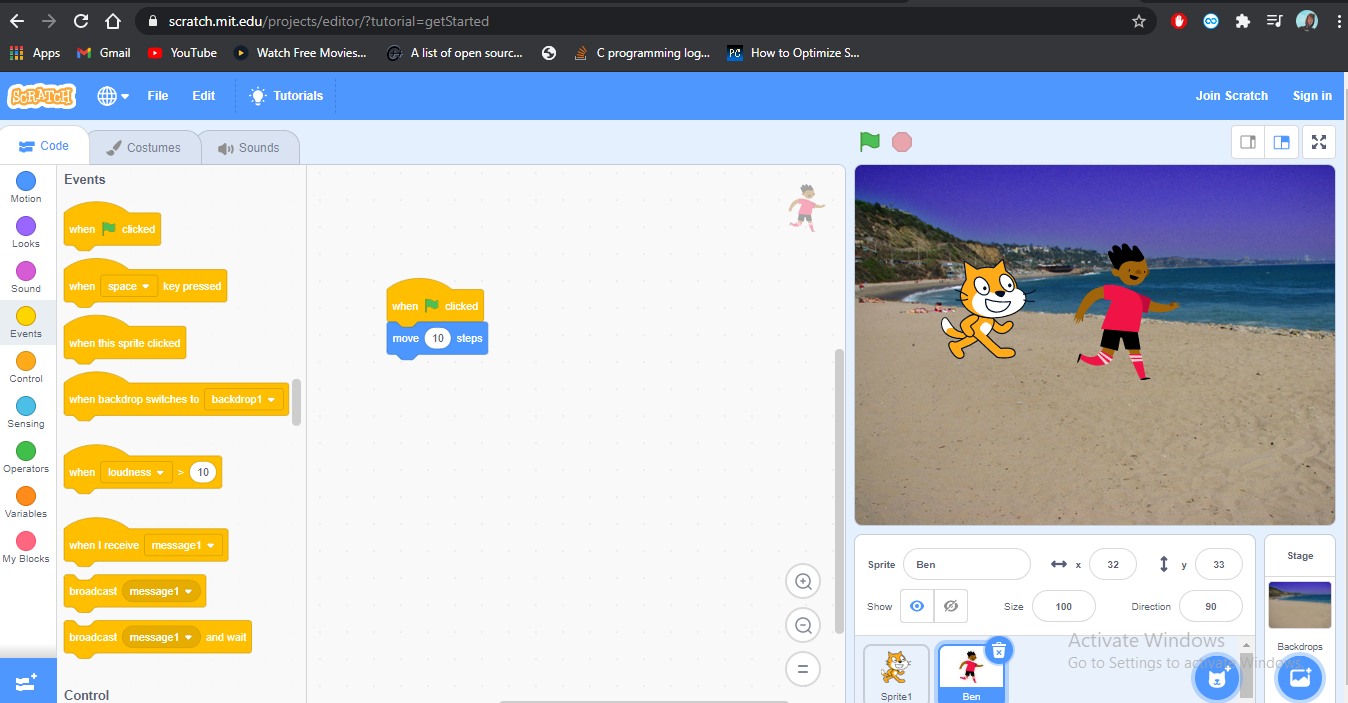 scratch.mit.edu/projects/editor/?tutorial=getStarted
Apps Gmail YouTube Watch Free Movies... A list of open sourc... C programming log... PC How to Optimize S...
SCRATCH File Edit Tutorials Join Scratch Sign in
Code Costumes Sounds
Motion
Looks
Sound
Events
Control
Sensing
Operators
Variables
My Blocks
Events
when clicked
when space key pressed
when this sprite clicked
when backdrop switches to backdrop1
when loudness > 10
when I receive message1
broadcast message1
broadcast message1 and wait
Control
when clicked
move 10 steps
Sprite Ben x 32 y 33
Show Size 100 Direction 90
Sprite1
Ben
Stage
Backdrops
Activate Windows
Go to Settings to activate Windows.